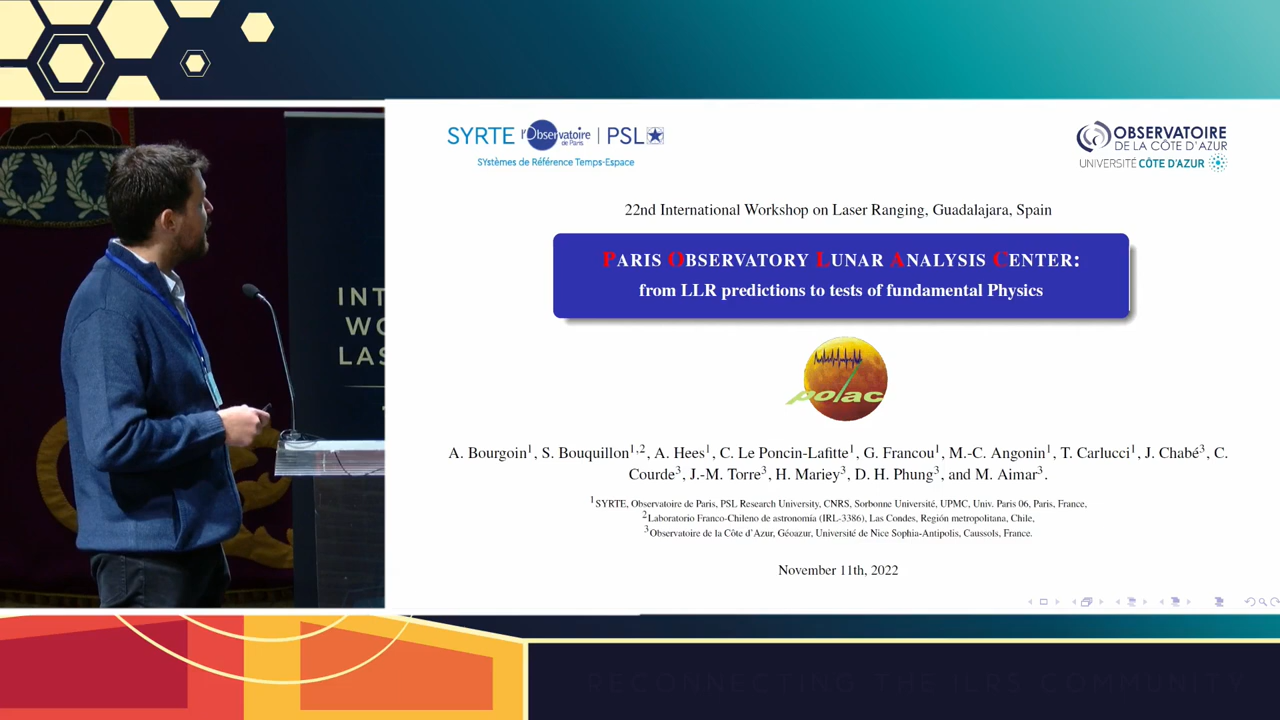 SYRTE l'Observatoire de Paris | PSL
SYstèmes de Référence Temps-Espace
OBSERVATOIRE
DE LA CÔTE D'AZUR
UNIVERSITÉ CÔTE D'AZUR
22nd International Workshop on Laser Ranging, Guadalajara, Spain
PARIS OBSERVATORY LUNAR ANALYSIS CENTER:
from LLR predictions to tests of fundamental Physics
polac
A. Bourgoin1, S. Bouquillon1,2, A. Hees1, C. Le Poncin-Lafitte1, G. Francou1, M.-C. Angonin1, T. Carlucci1, J. Chabé3, C.
Courde3, J.-M. Torre3, H. Mariey3, D. H. Phung3, and M. Aimar3.
1SYRTE, Observatoire de Paris, PSL Research University, CNRS, Sorbonne Université, UPMC, Univ. Paris 06, Paris, France,
2Laboratorio Franco-Chileno de astronomía (IRL-3386), Las Condes, Región metropolitana, Chile,
3Observatoire de la Côte d'Azur, Géoazur, Université de Nice Sophia-Antipolis, Caussols, France.
November 11th, 2022
INT
WO
LAS
RECONNECTING THE ILRS COMMUNITY